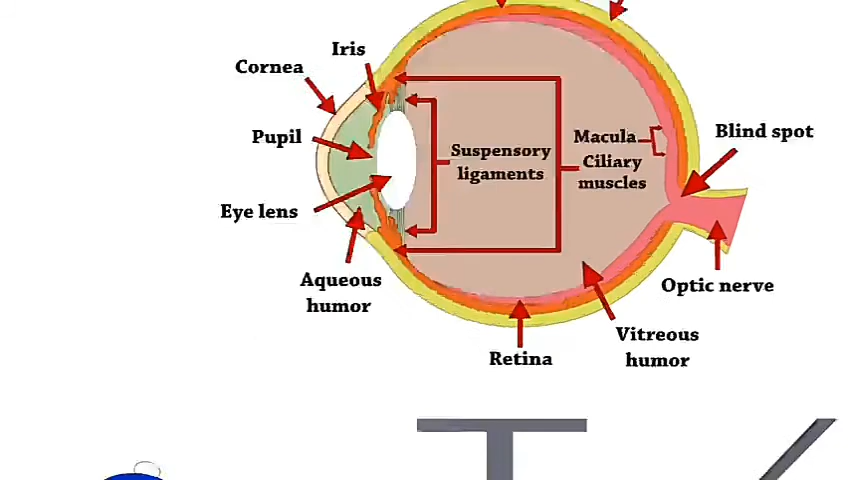 Iris
Cornea
Pupil
Eye lens
Aqueous
humor
Suspensory
ligaments
Macula
Ciliary
muscles
Blind spot
Optic nerve
Vitreous
humor
Retina